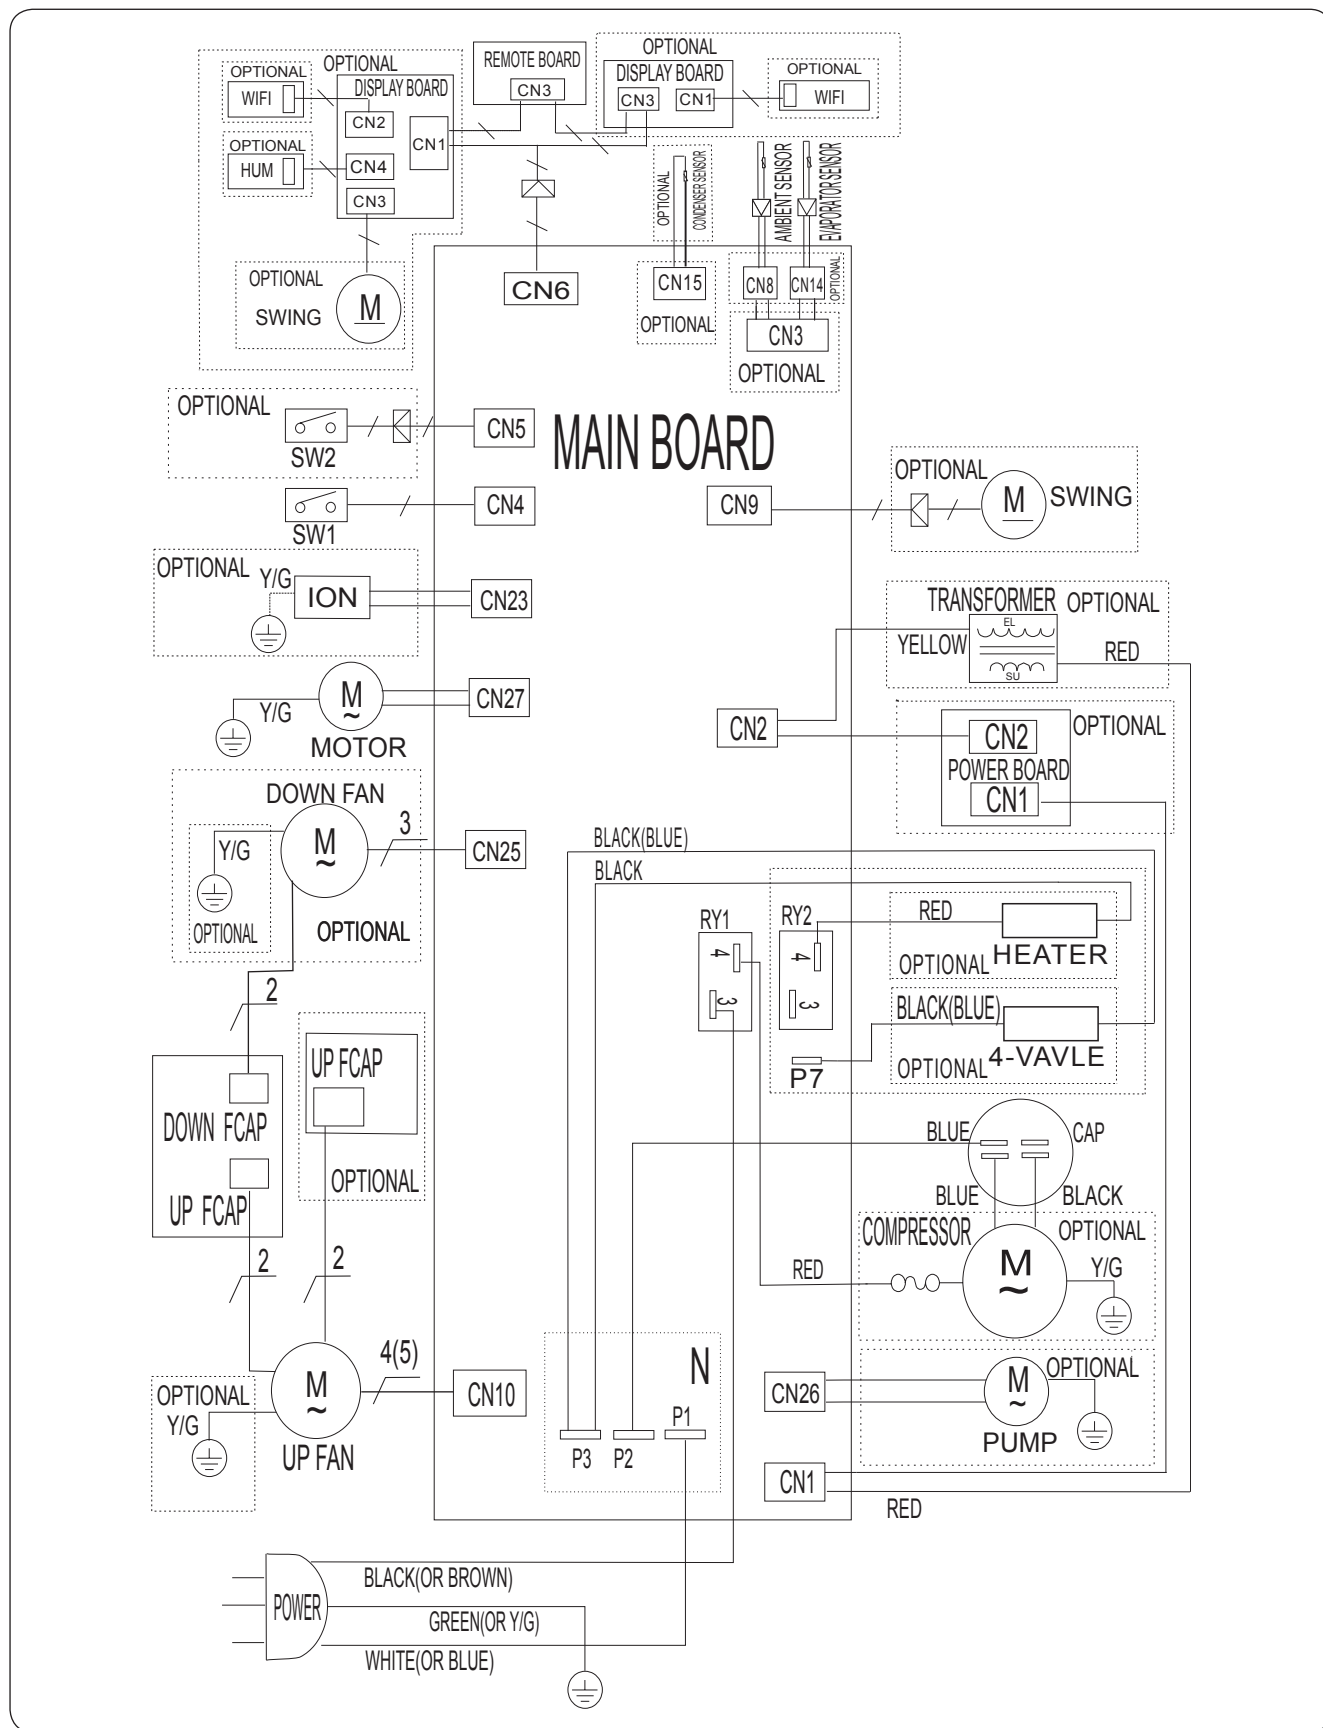 OPTIONAL
OPTIONAL
WIFI
DISPLAY BOARD
CN2
CN1
OPTIONAL
HUM
CN4
CN3
OPTIONAL
SWING
M
REMOTE BOARD
CN3
OPTIONAL
DISPLAY BOARD
CN3
CN1
OPTIONAL
WIFI
CN6
OPTIONAL
CONDENSER SENSOR
CN15
OPTIONAL
AMBIENT SENSOR
EVAPORATOR SENSOR
CN8
CN14
OPTIONAL
CN3
OPTIONAL
OPTIONAL
SW2
CN5
MAIN BOARD
SW1
CN4
CN9
OPTIONAL
M
SWING
OPTIONAL
Y/G
ION
CN23
TRANSFORMER
OPTIONAL
EL
YELLOW
SU
RED
M
~
Y/G
MOTOR
CN27
CN2
CN2
OPTIONAL
POWER BOARD
CN1
DOWN FAN
M
~
3
Y/G
CN25
OPTIONAL
OPTIONAL
BLACK(BLUE)
BLACK
RY1
4
3
RY2
4
3
RED
HEATER
OPTIONAL
BLACK(BLUE)
4-VAVLE
OPTIONAL
P7
2
UP FCAP
OPTIONAL
DOWN FCAP
UP FCAP
2
2
BLUE
CAP
BLUE
BLACK
COMPRESSOR
OPTIONAL
M
~
Y/G
RED
4(5)
M
~
CN10
OPTIONAL
Y/G
UP FAN
N
P1
P3
P2
CN26
M
~
OPTIONAL
PUMP
CN1
RED
POWER
BLACK(OR BROWN)
GREEN(OR Y/G)
WHITE(OR BLUE)